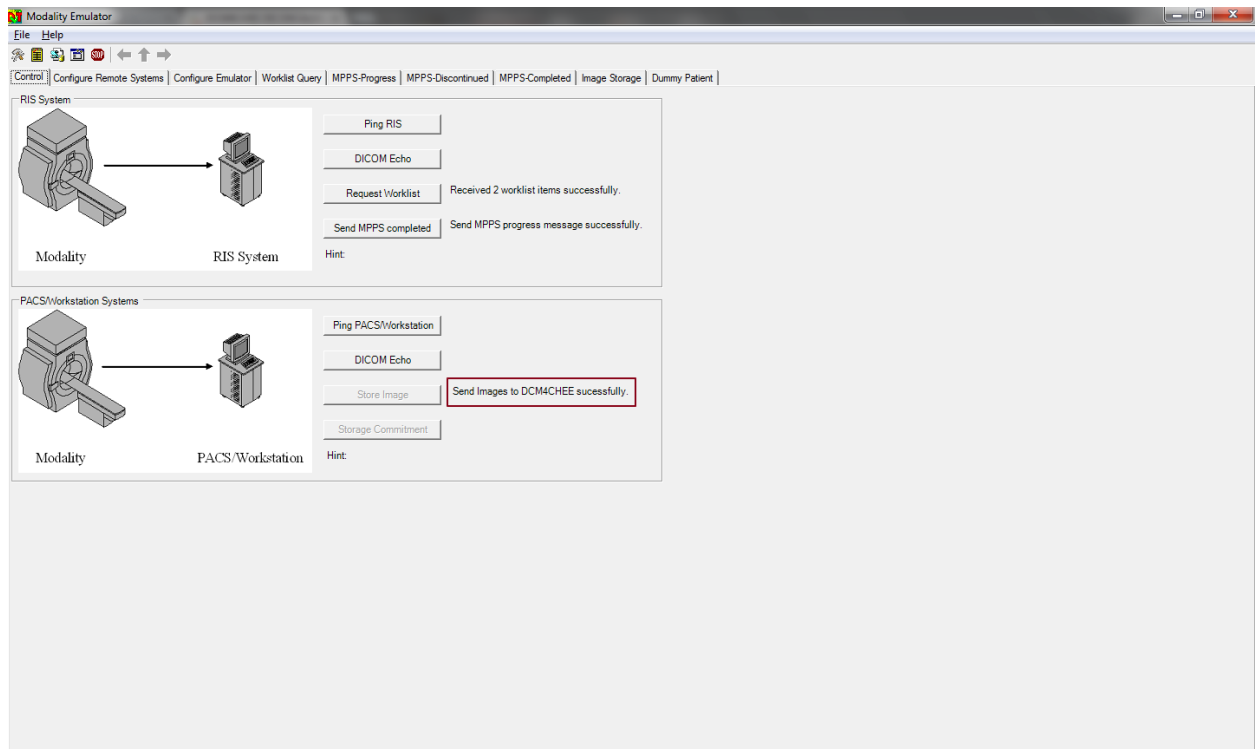 Modality Emulator
File Help
STOP
Control Configure Remote Systems Configure Emulator Worklist Query MPPS-Progress MPPS-Discontinued MPPS-Completed Image Storage Dummy Patient
RIS System
Ping RIS
DICOM Echo
Request Worklist Received 2 worklist items successfully.
Send MPPS completed Send MPPS progress message successfully.
Modality RIS System Hint:
PACS/Workstation Systems
Ping PACS/Workstation
DICOM Echo
Store Image Send Images to DCM4CHEE sucessfully.
Storage Commitment
Modality PACS/Workstation Hint: